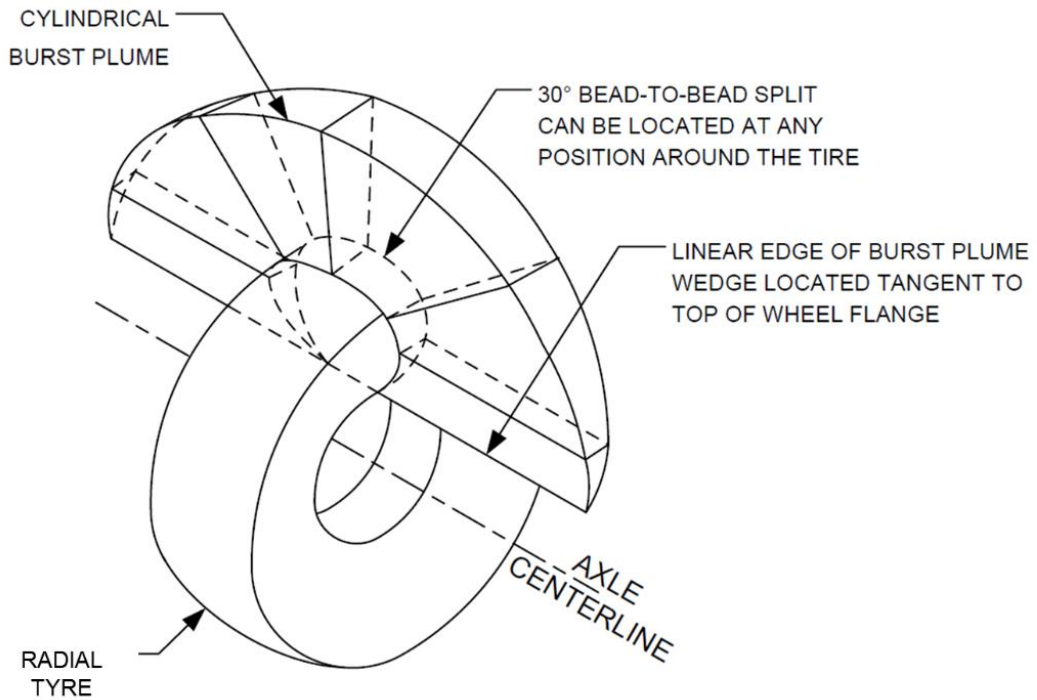 CYLINDRICAL
BURST PLUME
30° BEAD-TO-BEAD SPLIT
CAN BE LOCATED AT ANY
POSITION AROUND THE TIRE
LINEAR EDGE OF BURST PLUME
WEDGE LOCATED TANGENT TO
TOP OF WHEEL FLANGE
AXLE
CENTERLINE
RADIAL
TYRE